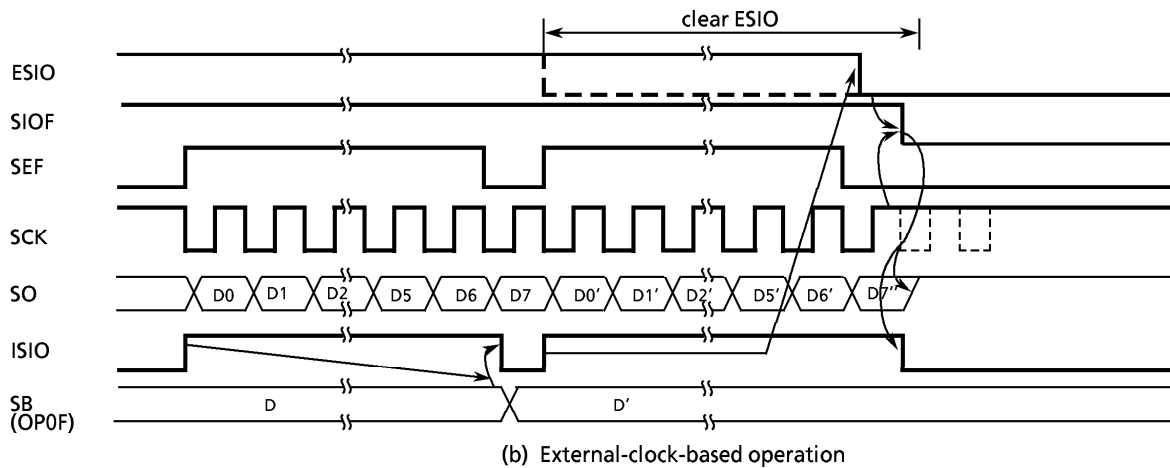 clear ESIO
ESIO
SIOF
SEF
SCK
SO D0 D1 D2 D5 D6 D7 D0' D1' D2' D5' D6' D7'
ISIO
SB D D'
(OP0F)
(b) External-clock-based operation